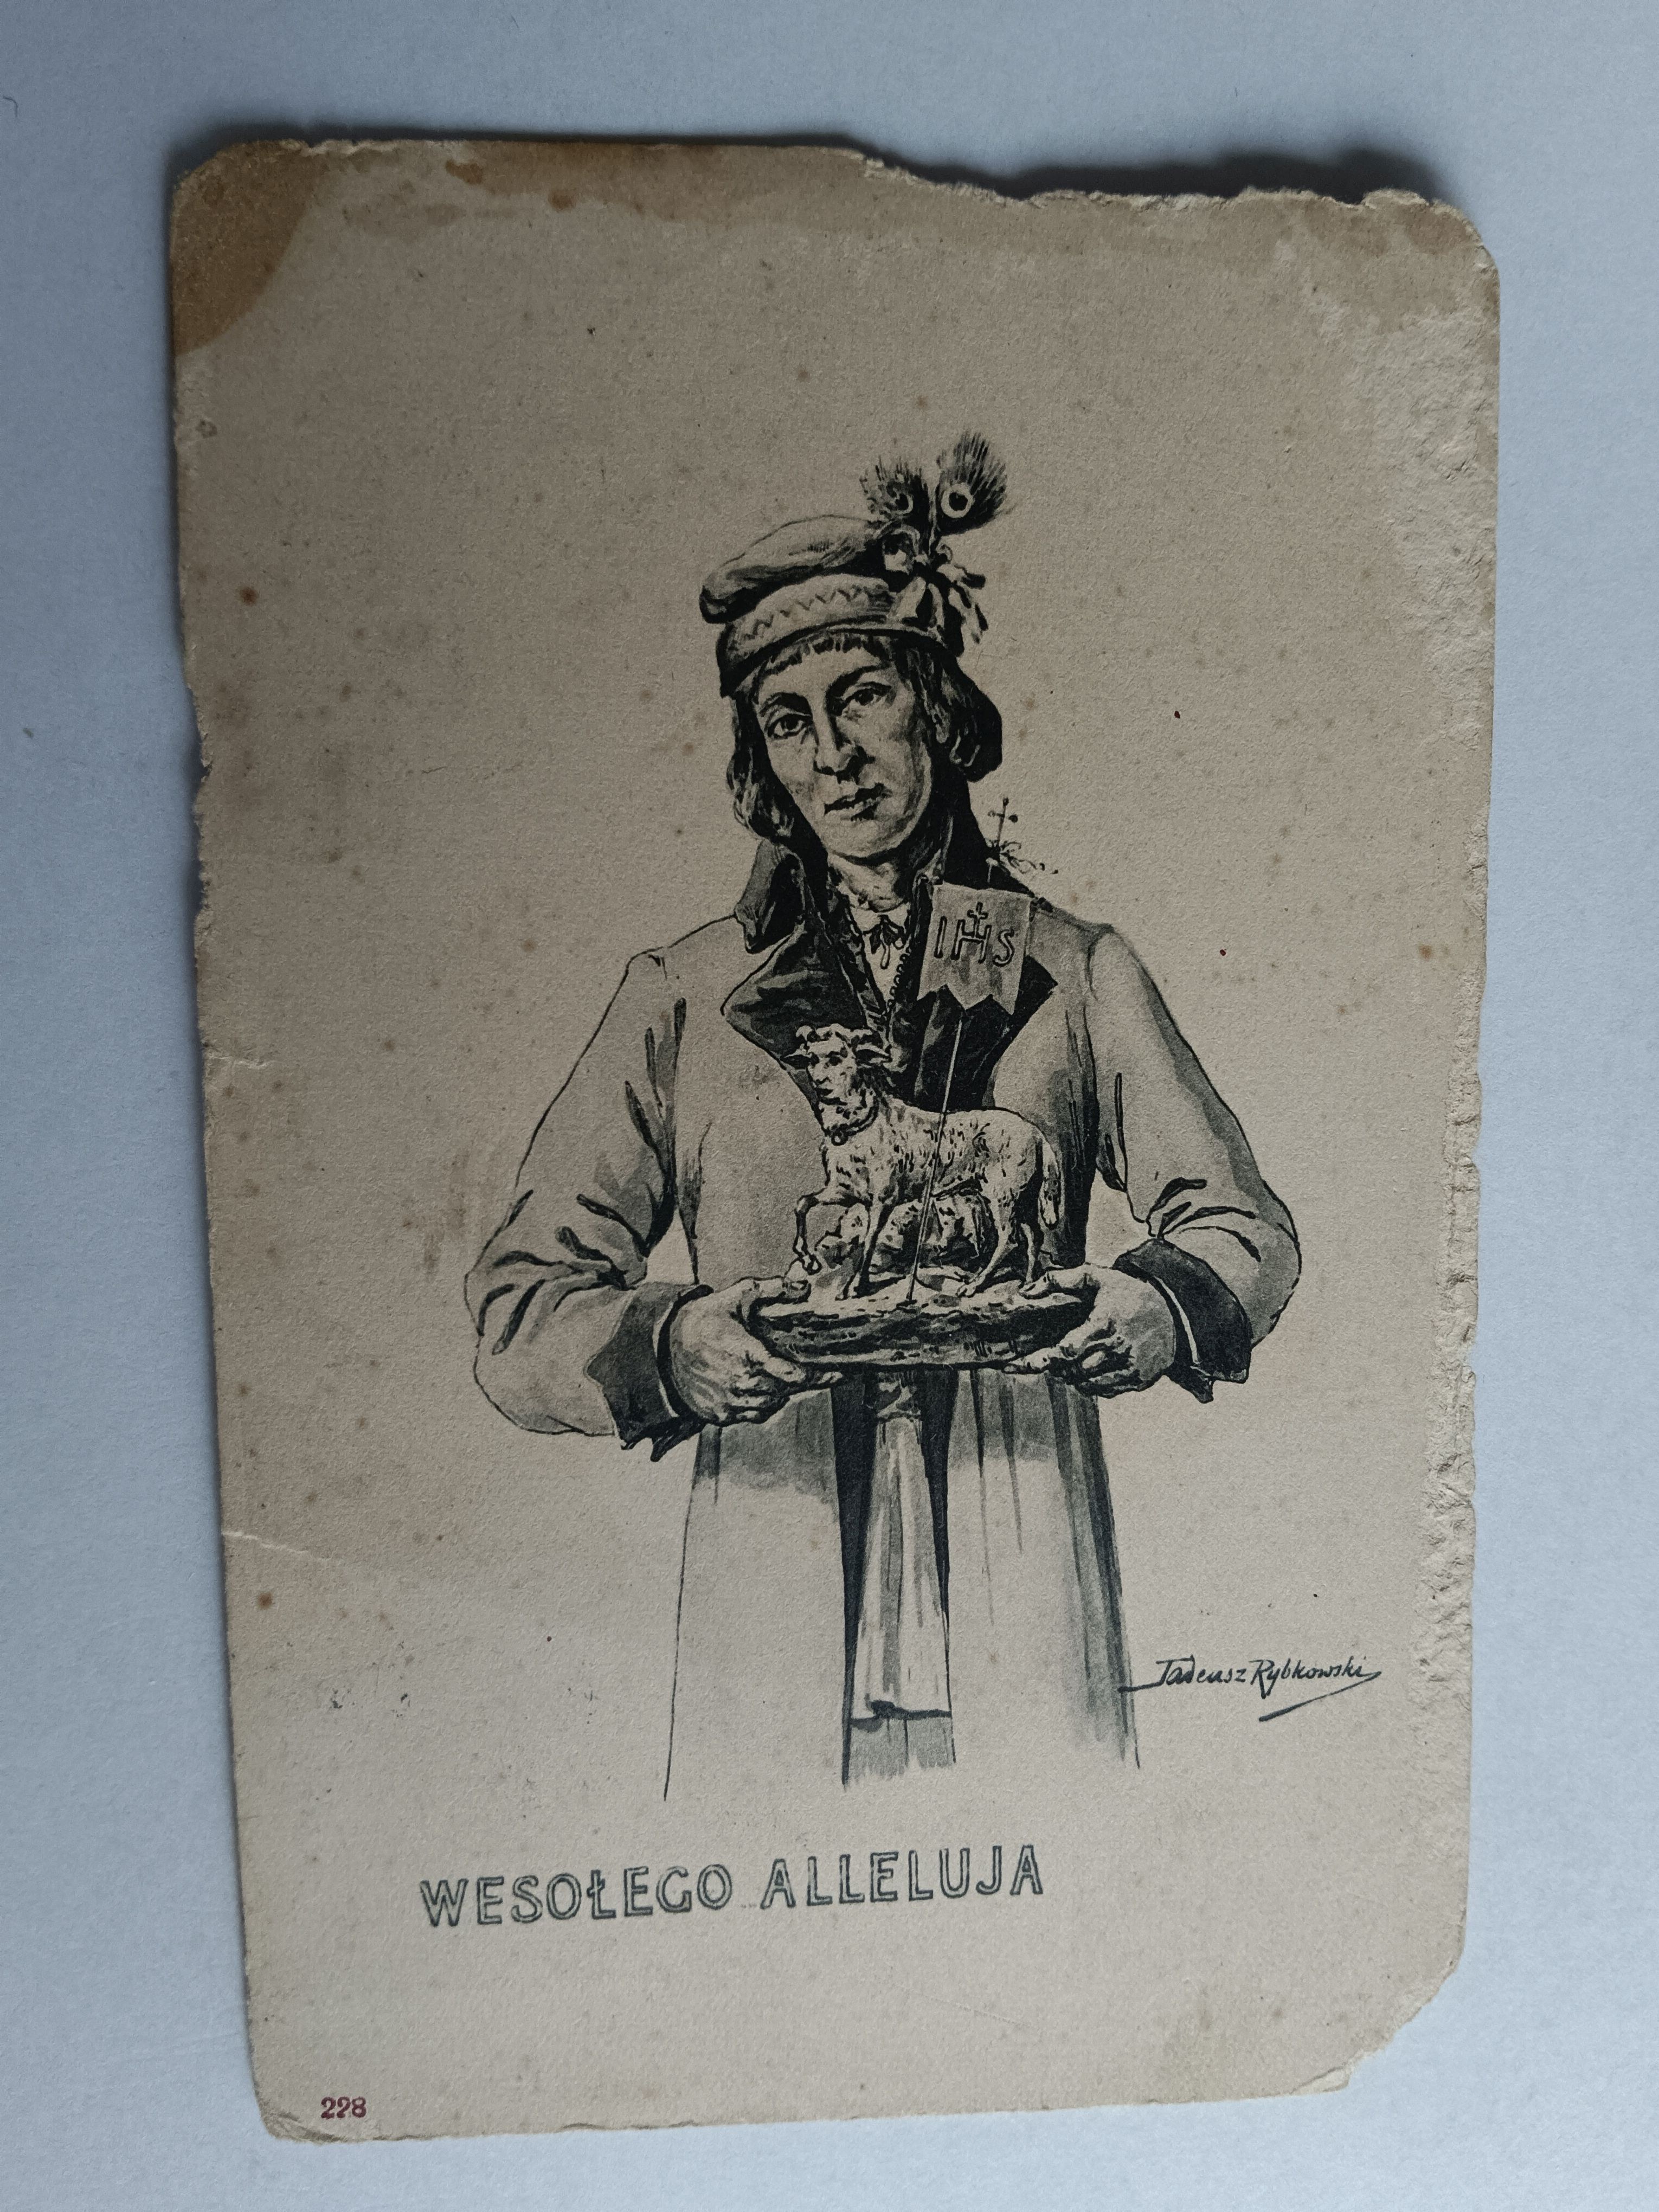 IHS
Tadeusz Rybkowski
WESOŁEGO ALLELUJA
228